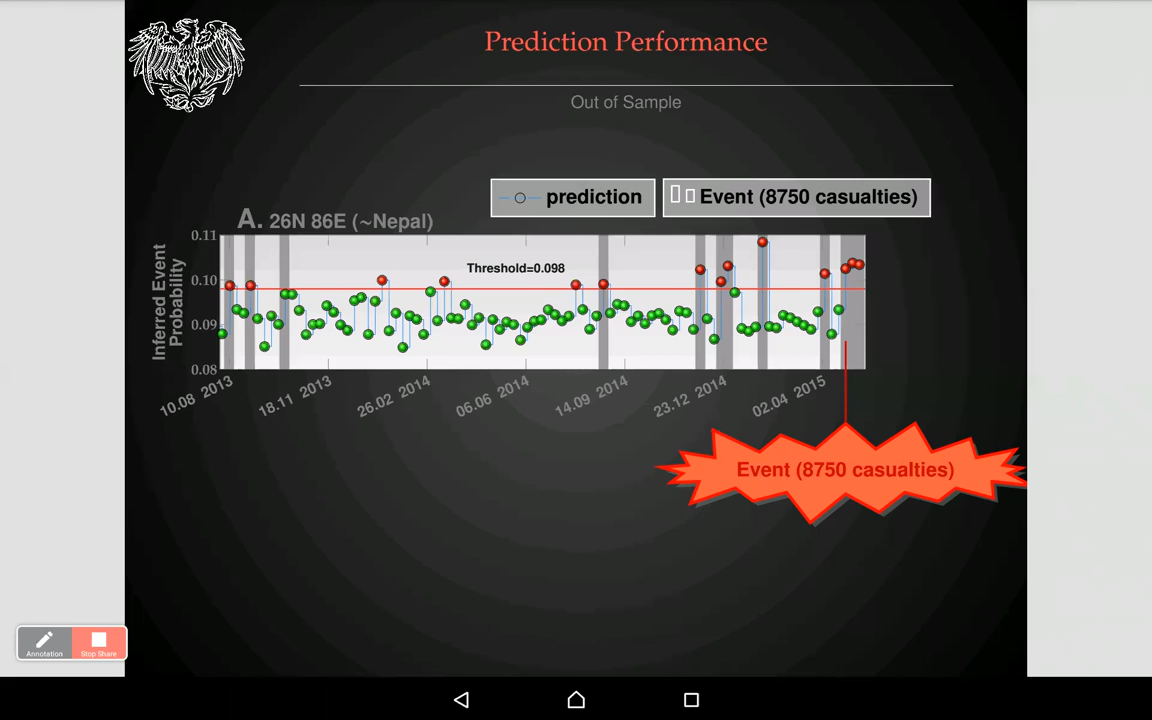 Prediction Performance
Out of Sample
prediction
Event (8750 casualties)
A. 26N 86E (~Nepal)
Inferred Event
Probability
0.11
0.10
0.09
0.08
Threshold=0.098
10.08 2013
18.11 2013
26.02 2014
06.06 2014
14.09 2014
23.12 2014
02.04 2015
Event (8750 casualties)
Annotation
Stop Share